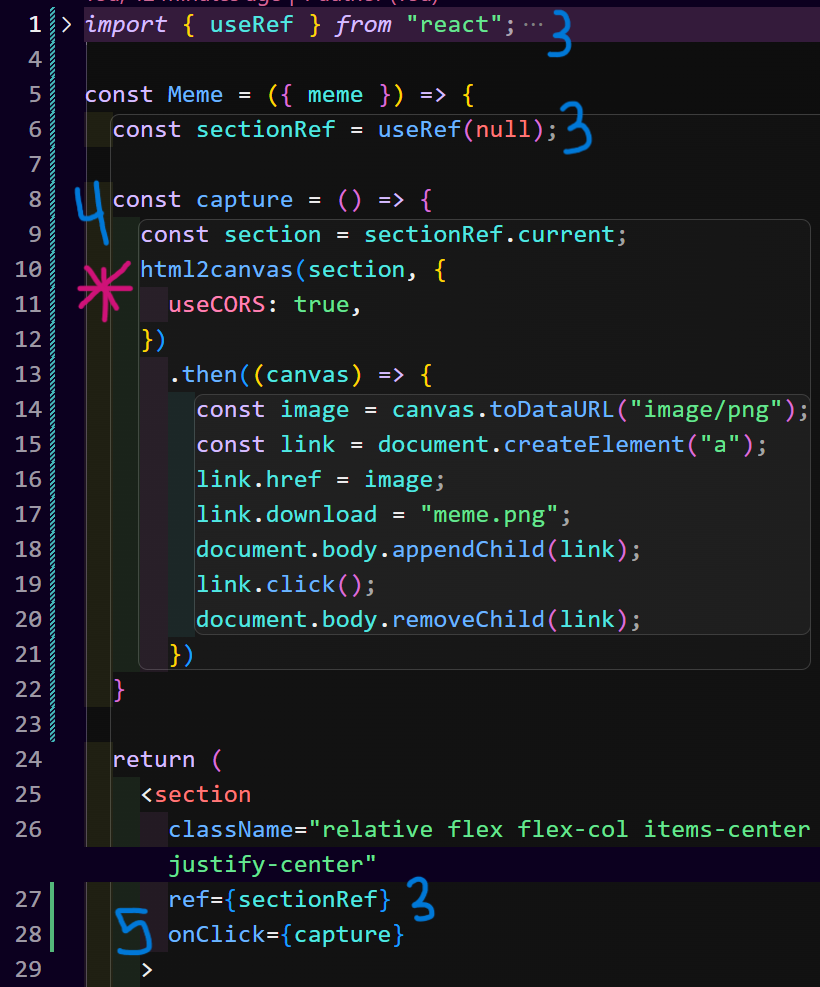 1 > import { useRef } from "react"; ··· 3
4
5 const Meme = ({ meme }) => {
6 const sectionRef = useRef(null); 3
7
8 4 const capture = () => {
9 const section = sectionRef.current;
10 * html2canvas(section, {
11 useCORS: true,
12 })
13 .then((canvas) => {
14 const image = canvas.toDataURL("image/png");
15 const link = document.createElement("a");
16 link.href = image;
17 link.download = "meme.png";
18 document.body.appendChild(link);
19 link.click();
20 document.body.removeChild(link);
21 })
22 }
23
24 return (
25 <section
26 className="relative flex flex-col items-center
justify-center"
27 ref={sectionRef} 3
28 5 onClick={capture}
29 >